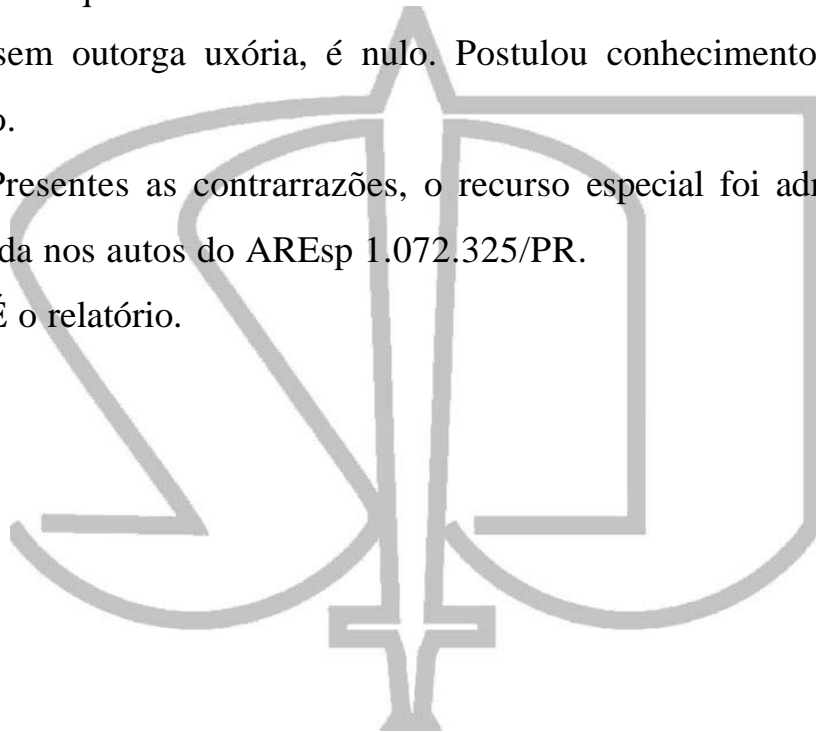 sem outorga uxória, é nulo. Postulou conhecimento
o.
Presentes as contrarrazões, o recurso especial foi
da nos autos do AREsp 1.072.325/PR.
É o relatório.